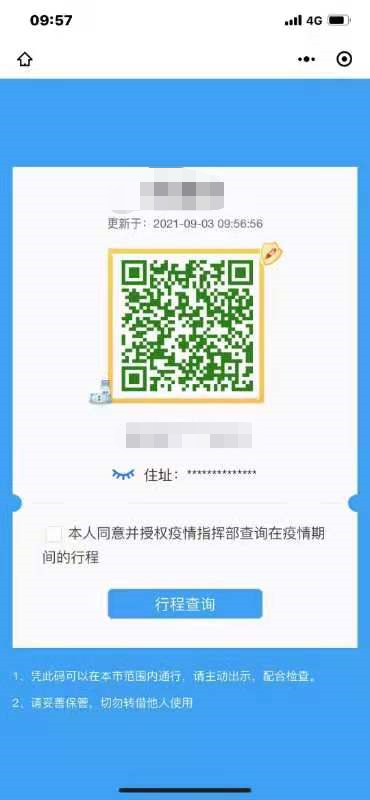 09:57
4G
更新于：2021-09-03 09:56:56
住址：**************
本人同意并授权疫情指挥部查询在疫情期
间的行程
行程查询
1、凭此码可以在本市范围内通行，请主动出示，配合检查。
2、请妥善保管，切勿转借他人使用